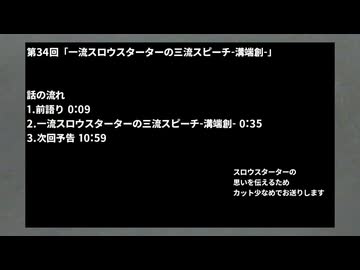 第34回「一流スロウスターターの三流スピーチ-溝端創-」
話の流れ
1.前語り 0:09
2.一流スロウスターターの三流スピーチ-溝端創- 0:35
3.次回予告 10:59
スロウスターターの
思いを伝えるため
カット少なめでお送りします